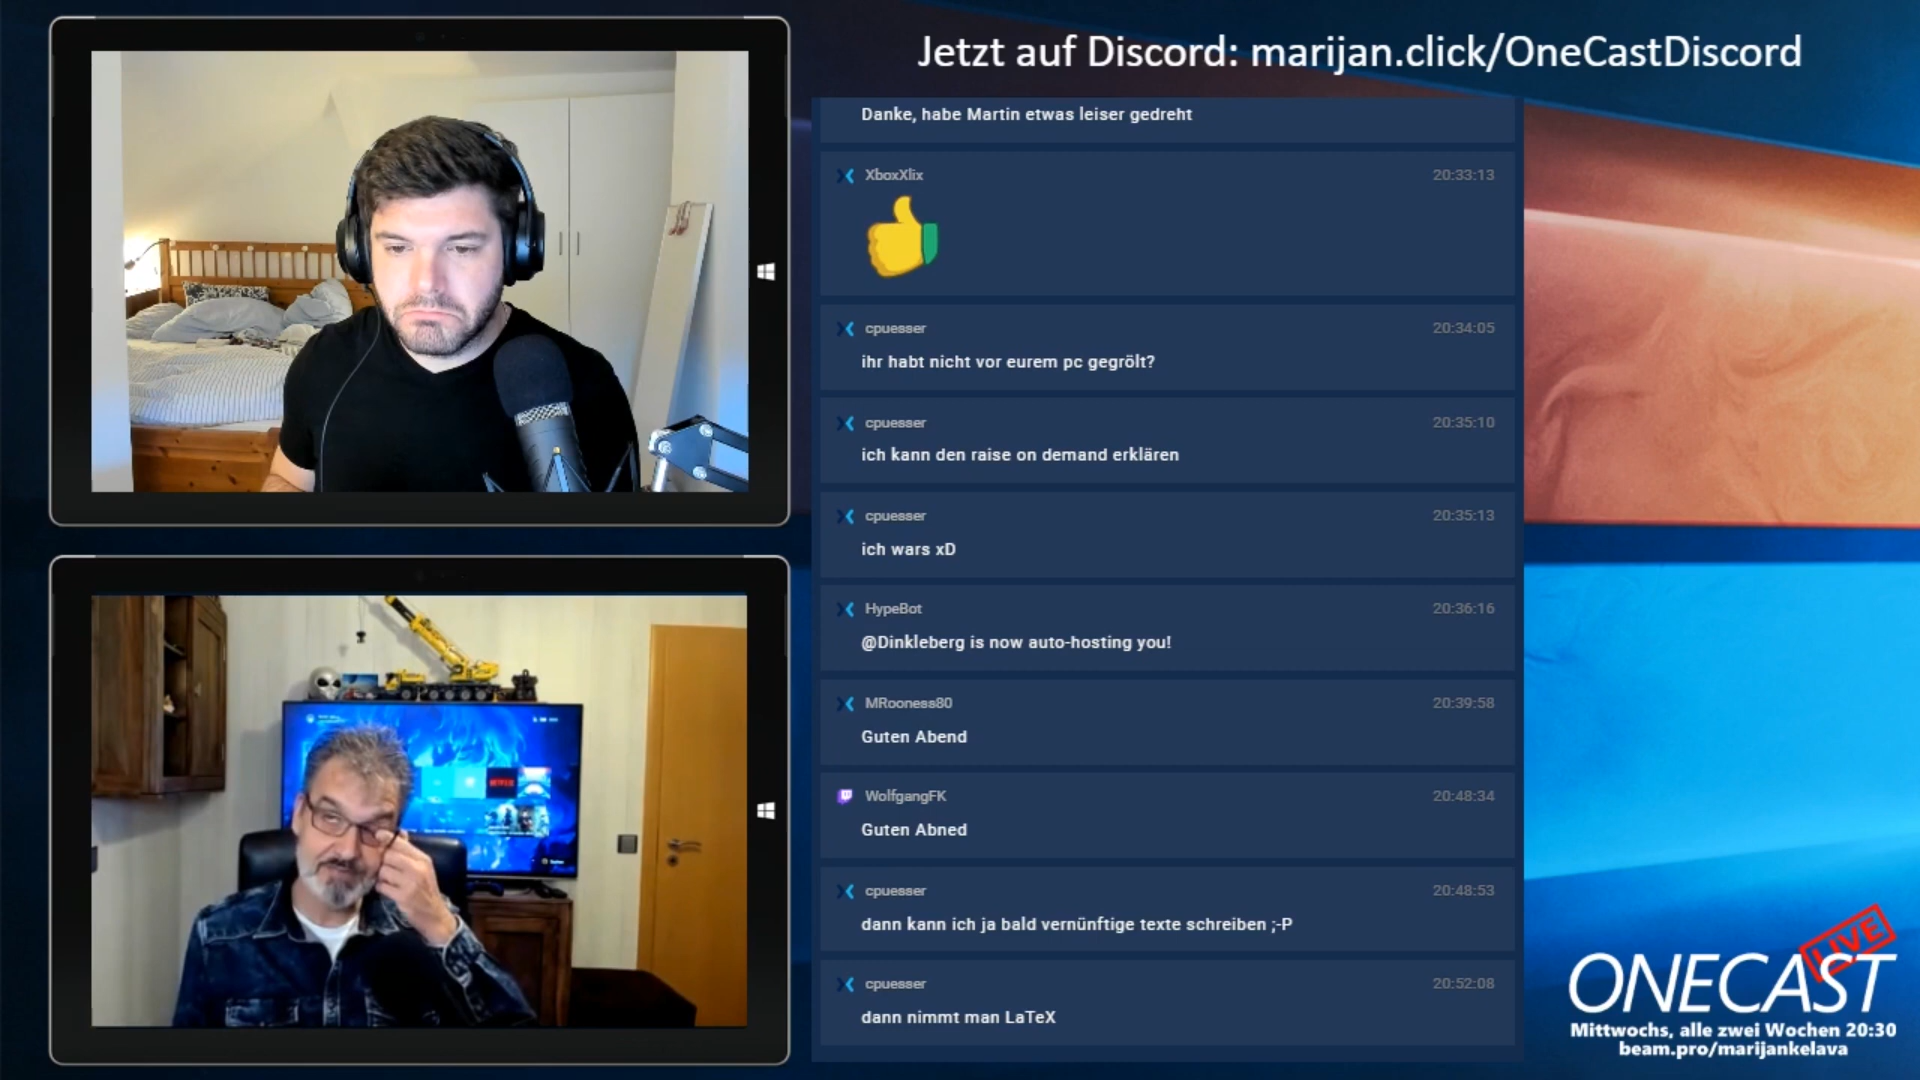 Jetzt auf Discord: marijan.click/OneCastDiscord
Danke, habe Martin etwas leiser gedreht
XboxXlix 20:33:13
cpuesser 20:34:05
ihr habt nicht vor eurem pc gegrölt?
cpuesser 20:35:10
ich kann den raise on demand erklären
cpuesser 20:35:13
ich wars xD
HypeBot 20:36:16
@Dinkleberg is now auto-hosting you!
MRooness80 20:39:58
Guten Abend
WolfgangFK 20:48:34
Guten Abned
cpuesser 20:48:53
dann kann ich ja bald vernünftige texte schreiben ;-P
cpuesser 20:52:08
dann nimmt man LaTeX
NETFLIX
LIVE
ONECAST
Mittwochs, alle zwei Wochen 20:30
beam.pro/marijankelava